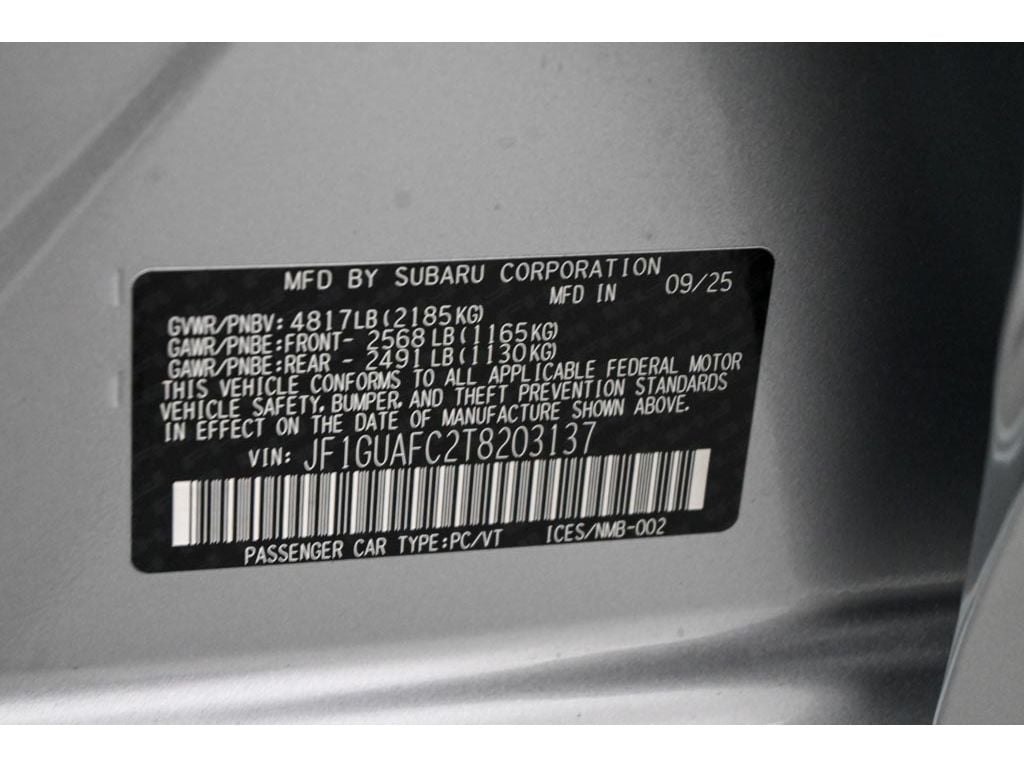 MFD BY SUBARU CORPORATION
MFD IN 09/25
GVWR/PNBV: 4817LB(2185KG)
GAWR/PNBE:FRONT- 2568LB(1165KG)
GAWR/PNBE:REAR - 2491LB(1130KG)
THIS VEHICLE CONFORMS TO ALL APPLICABLE FEDERAL MOTOR
VEHICLE SAFETY, BUMPER, AND THEFT PREVENTION STANDARDS
IN EFFECT ON THE DATE OF MANUFACTURE SHOWN ABOVE.
VIN: JF1GUAFC2T8203137
PASSENGER CAR TYPE:PC/VT ICES/NMB-002